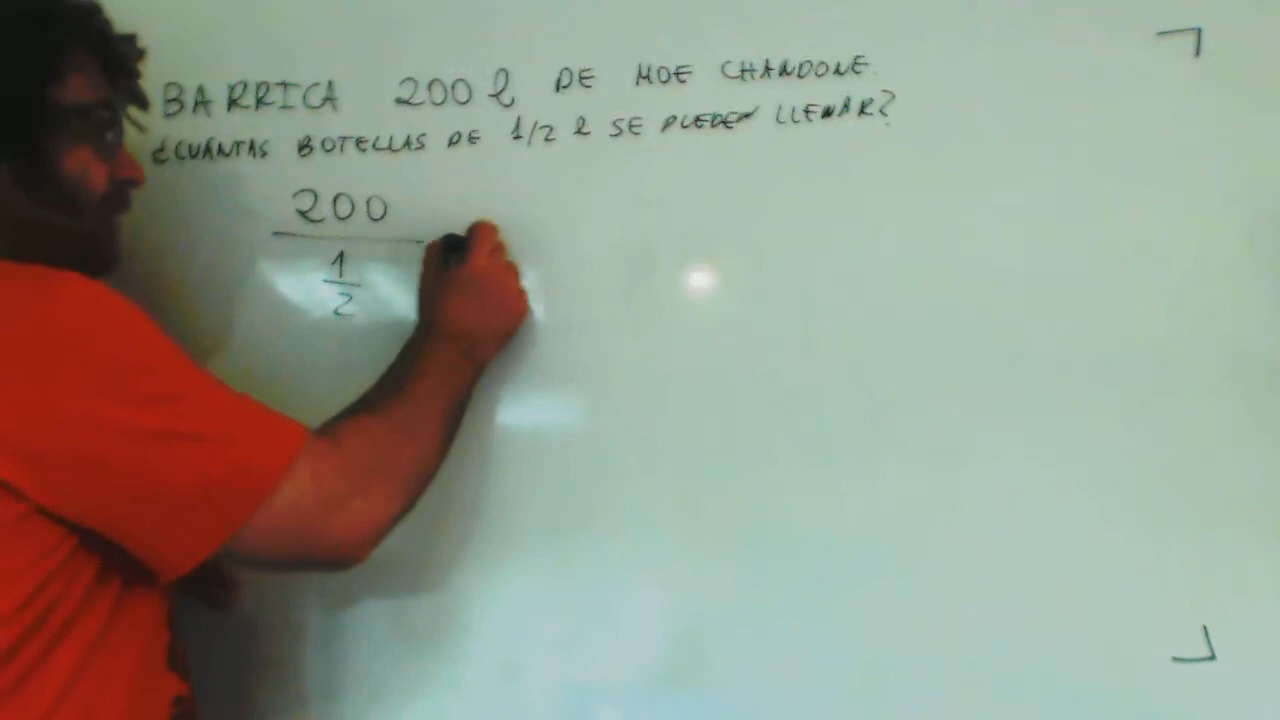 BARRICA 200 l DE MOE CHANDONE.
¿CUÁNTAS BOTELLAS DE 1/2 l SE PUEDEN LLENAR?
200
1
2